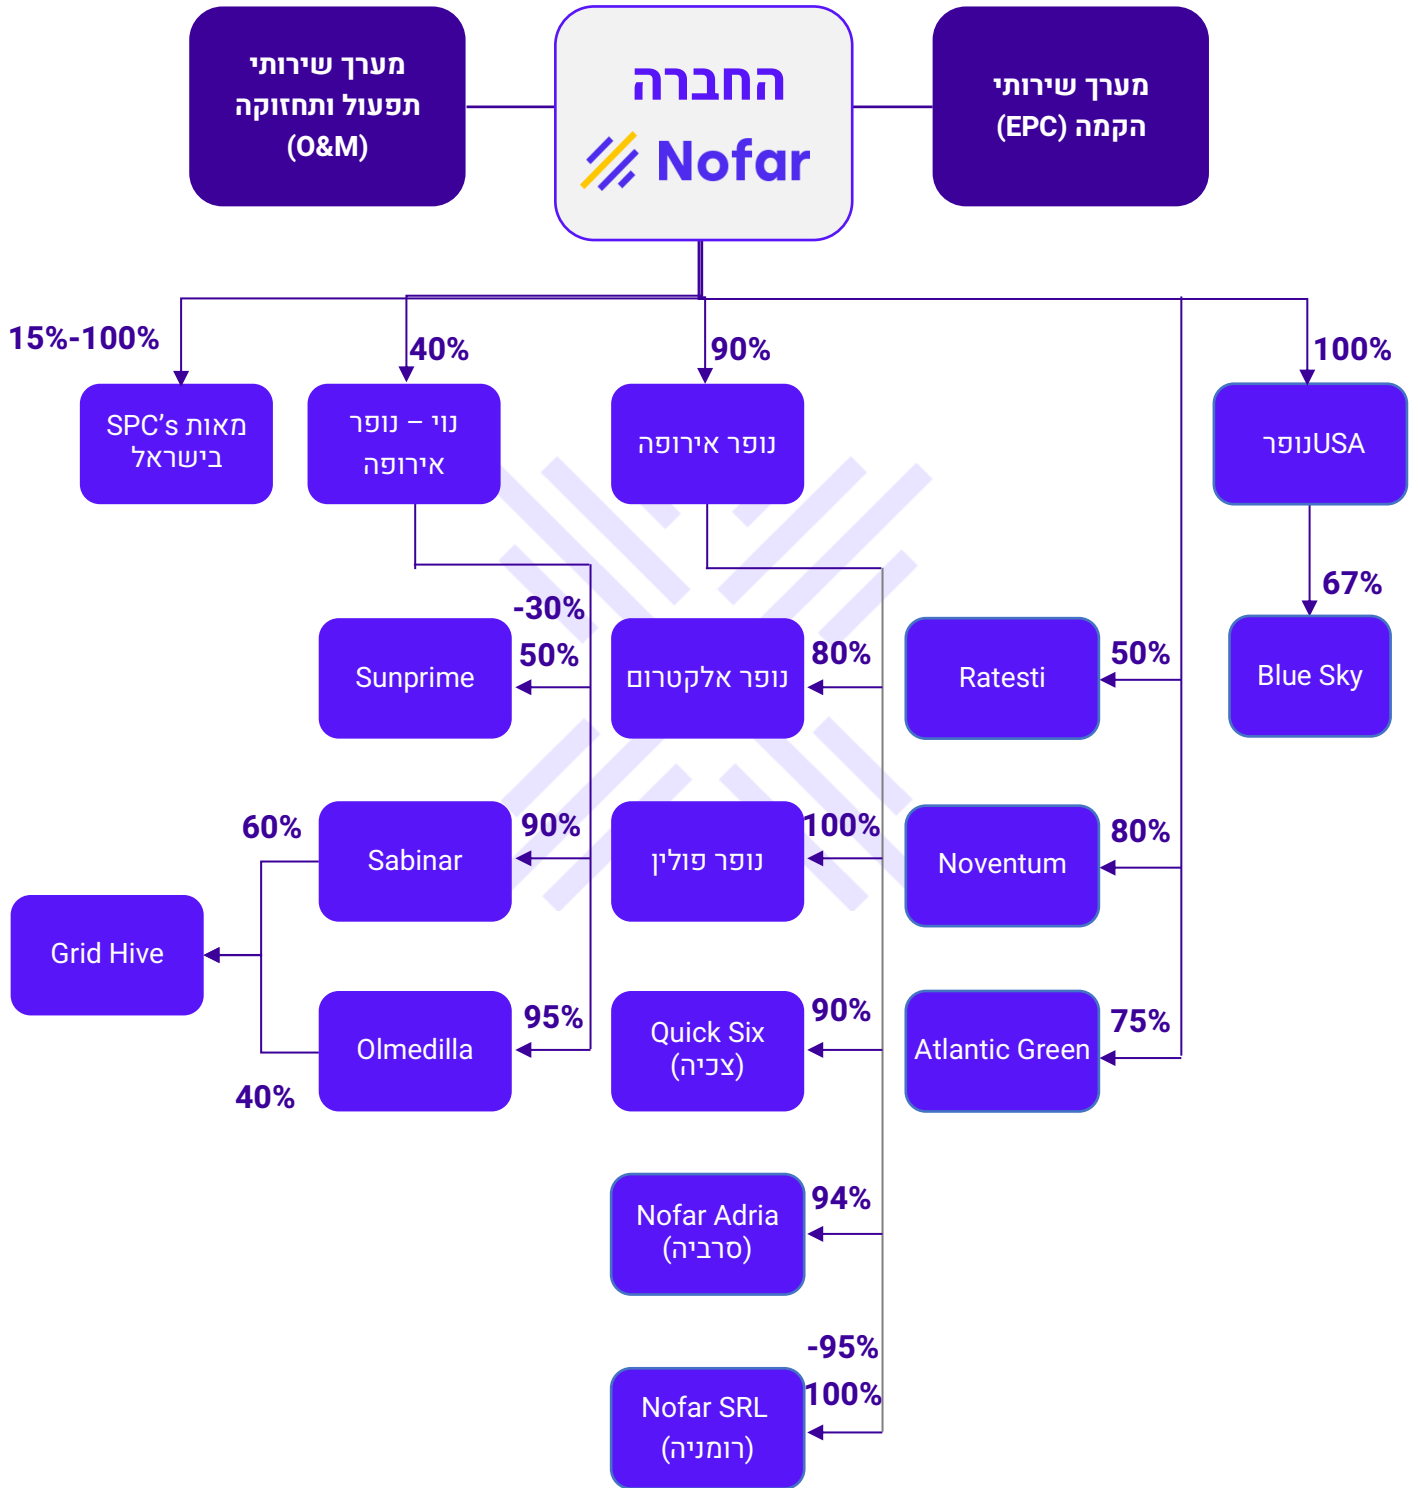 מערך שירותי
תפעול ותחזוקה
(O&M)
החברה
Nofar
מערך שירותי
הקמה (EPC)
15%-100%
40%
90%
100%
מאות SPC's
בישראל
נוי – נופר
אירופה
נופר אירופה
נופרUSA
67%
Blue Sky
-30%
50%
Sunprime
80%
נופר אלקטרום
50%
Ratesti
60%
90%
Sabinar
100%
נופר פולין
80%
Noventum
Grid Hive
95%
Olmedilla
40%
90%
Quick Six
(צכיה)
75%
Atlantic Green
94%
Nofar Adria
(סרביה)
-95%
100%
Nofar SRL
(רומניה)